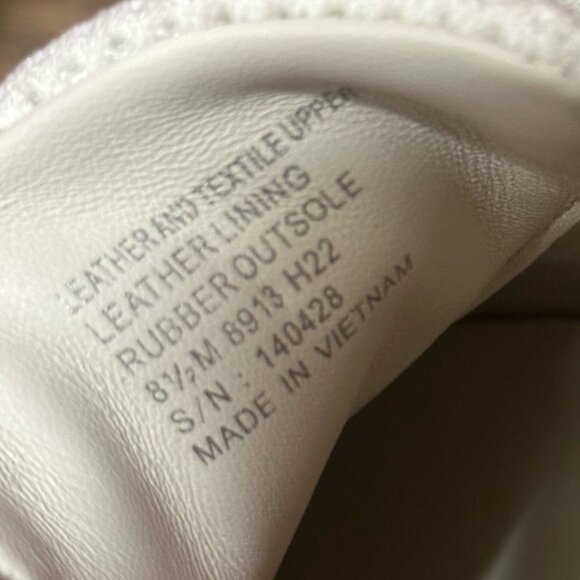 LEATHER AND TEXTILE UPPER
LEATHER LINING
RUBBER OUTSOLE
8½M 8913 H22
S/N : 140428
MADE IN VIETNAM